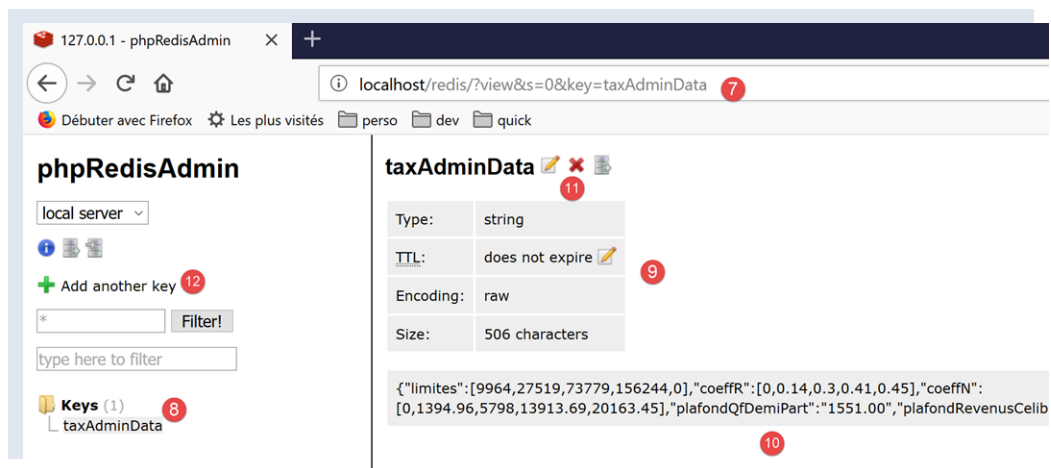 127.0.0.1 - phpRedisAdmin
localhost/redis/?view&s=0&key=taxAdminData 7
Débuter avec Firefox Les plus visités perso dev quick
phpRedisAdmin
local server
Add another key 12
* Filter!
type here to filter
Keys (1) 8
taxAdminData
taxAdminData
11
Type: string
TTL: does not expire
9
Encoding: raw
Size: 506 characters
{"limites":[9964,27519,73779,156244,0],"coeffR":[0,0.14,0.3,0.41,0.45],"coeffN":
[0,1394.96,5798,13913.69,20163.45],"plafondQfDemiPart":"1551.00","plafondRevenusCelib
10